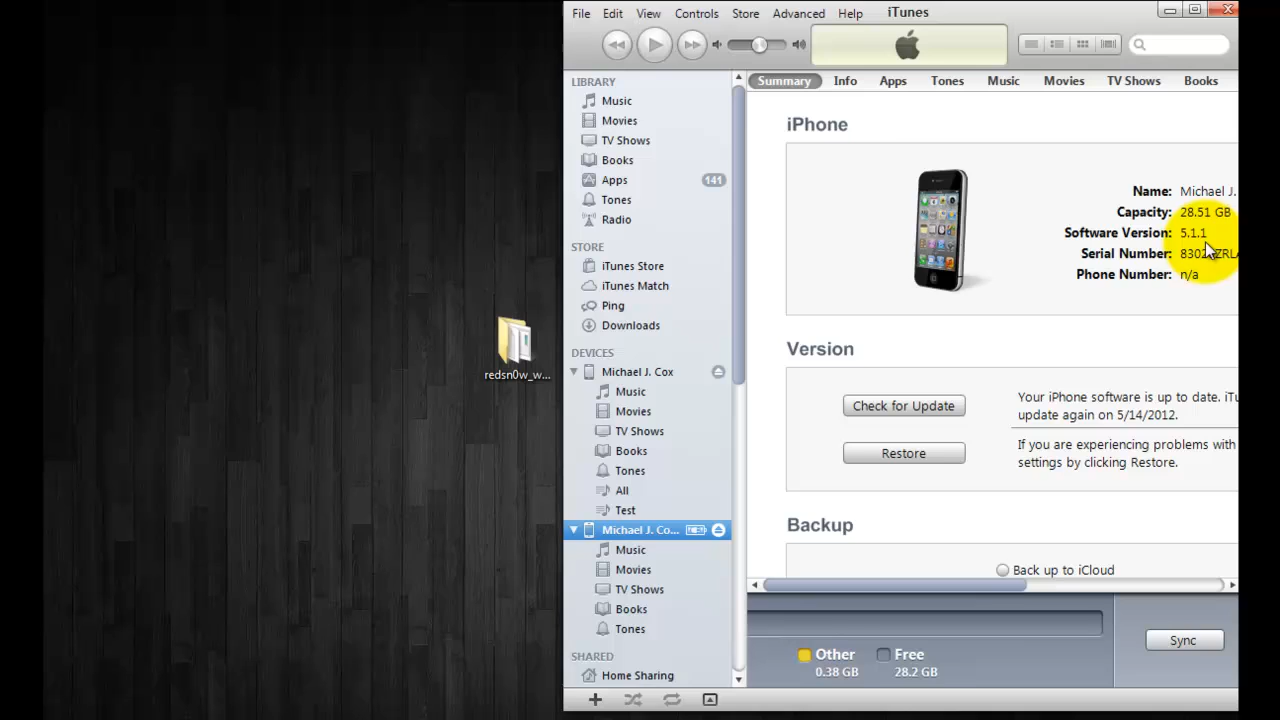 File Edit View Controls Store Advanced Help iTunes
LIBRARY
Music
Movies
TV Shows
Books
Apps 141
Tones
Radio
STORE
iTunes Store
iTunes Match
Ping
Downloads
DEVICES
Michael J. Cox
Music
Movies
TV Shows
Books
Tones
All
Test
Michael J. Co...
Music
Movies
TV Shows
Books
Tones
SHARED
Home Sharing
redsn0w_w...
Summary Info Apps Tones Music Movies TV Shows Books
iPhone
Name: Michael J.
Capacity: 28.51 GB
Software Version: 5.1.1
Serial Number:
Phone Number: n/a
Version
Check for Update
Your iPhone software is up to date. iTu
update again on 5/14/2012.
Restore
If you are experiencing problems with
settings by clicking Restore.
Backup
Back up to iCloud
Other
0.38 GB
Free
28.2 GB
Sync